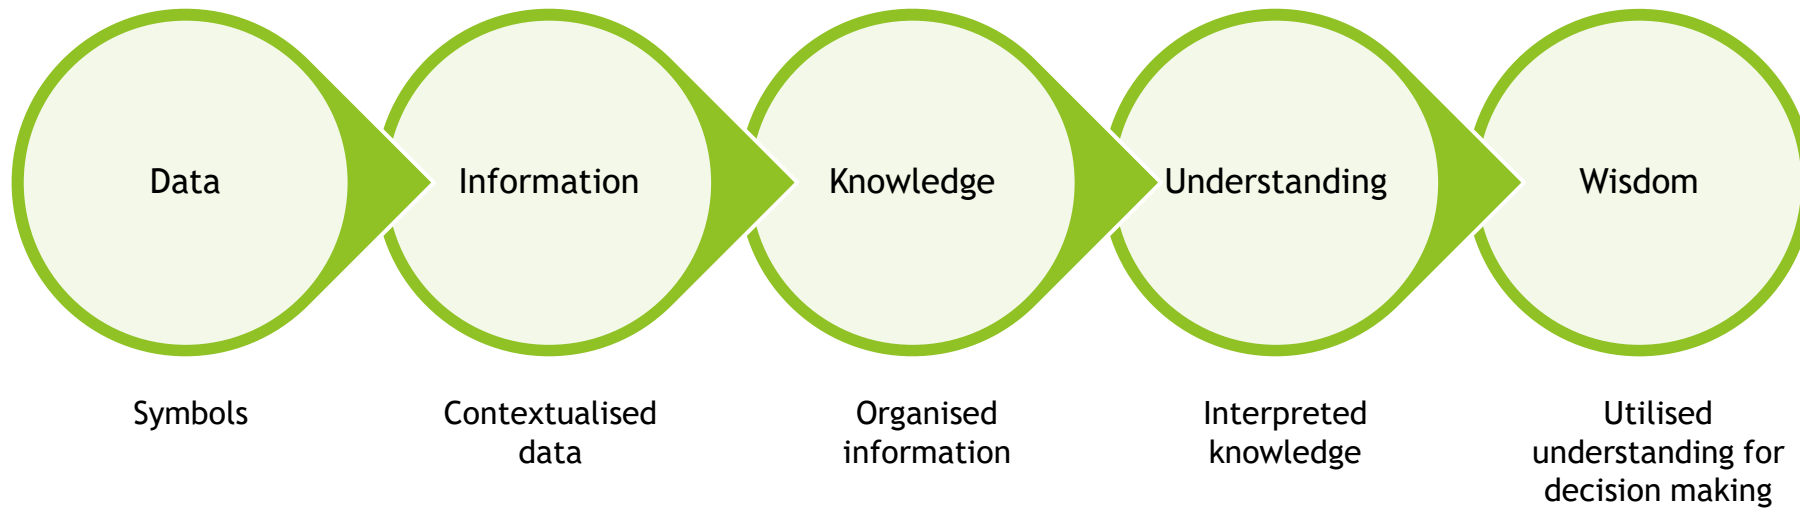 Data
Information
Knowledge
Understanding
Wisdom
Symbols
Contextualised
data
Organised
information
Interpreted
knowledge
Utilised
understanding for
decision making